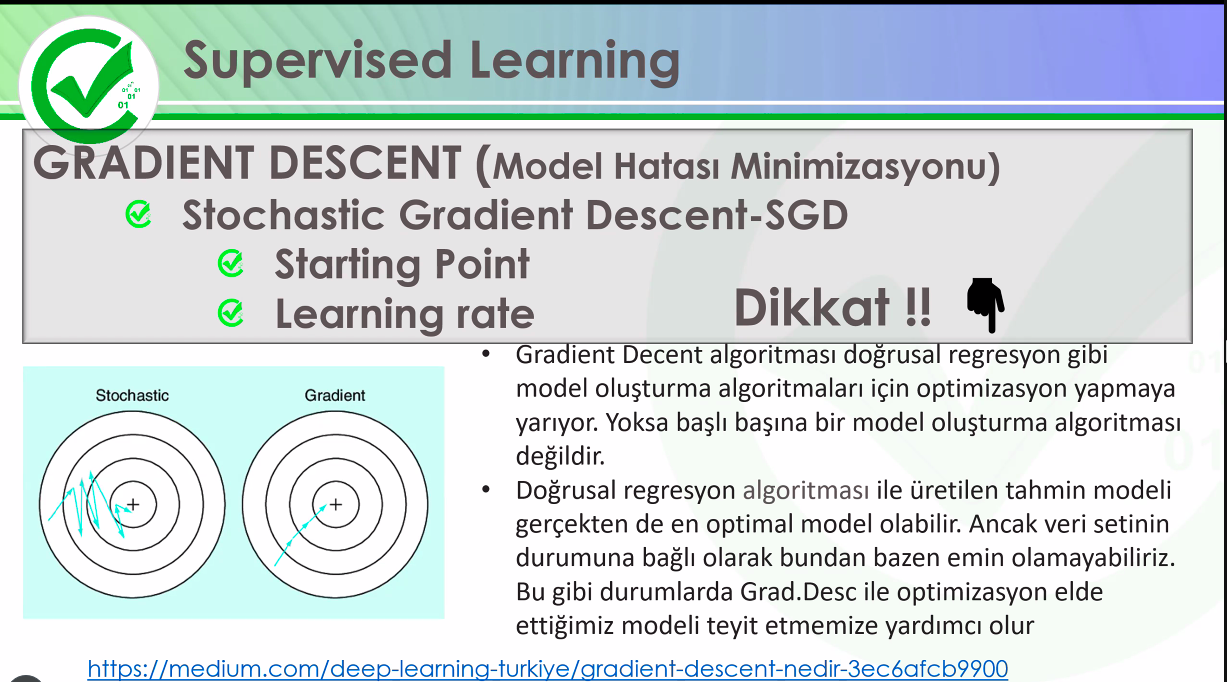 Supervised Learning
GRADIENT DESCENT (Model Hatası Minimizasyonu)
Stochastic Gradient Descent-SGD
Starting Point
Learning rate
Dikkat !!
Stochastic
Gradient
• Gradient Decent algoritması doğrusal regresyon gibi
model oluşturma algoritmaları için optimizasyon yapmaya
yarıyor. Yoksa başlı başına bir model oluşturma algoritması
değildir.
• Doğrusal regresyon algoritması ile üretilen tahmin modeli
gerçekten de en optimal model olabilir. Ancak veri setinin
durumuna bağlı olarak bundan bazen emin olamayabiliriz.
Bu gibi durumlarda Grad.Desc ile optimizasyon elde
ettiğimiz modeli teyit etmemize yardımcı olur
https://medium.com/deep-learning-turkiye/gradient-descent-nedir-3ec6afcb9900